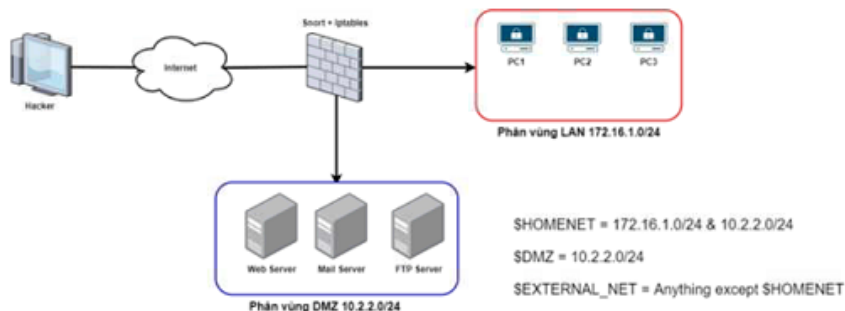 Snort + Iptables
Internet
Hacker
PC1 PC2 PC3
Phân vùng LAN 172.16.1.0/24
Web Server Mail Server FTP Server
Phân vùng DMZ 10.2.2.0/24
$HOMENET = 172.16.1.0/24 & 10.2.2.0/24
$DMZ = 10.2.2.0/24
$EXTERNAL_NET = Anything except $HOMENET